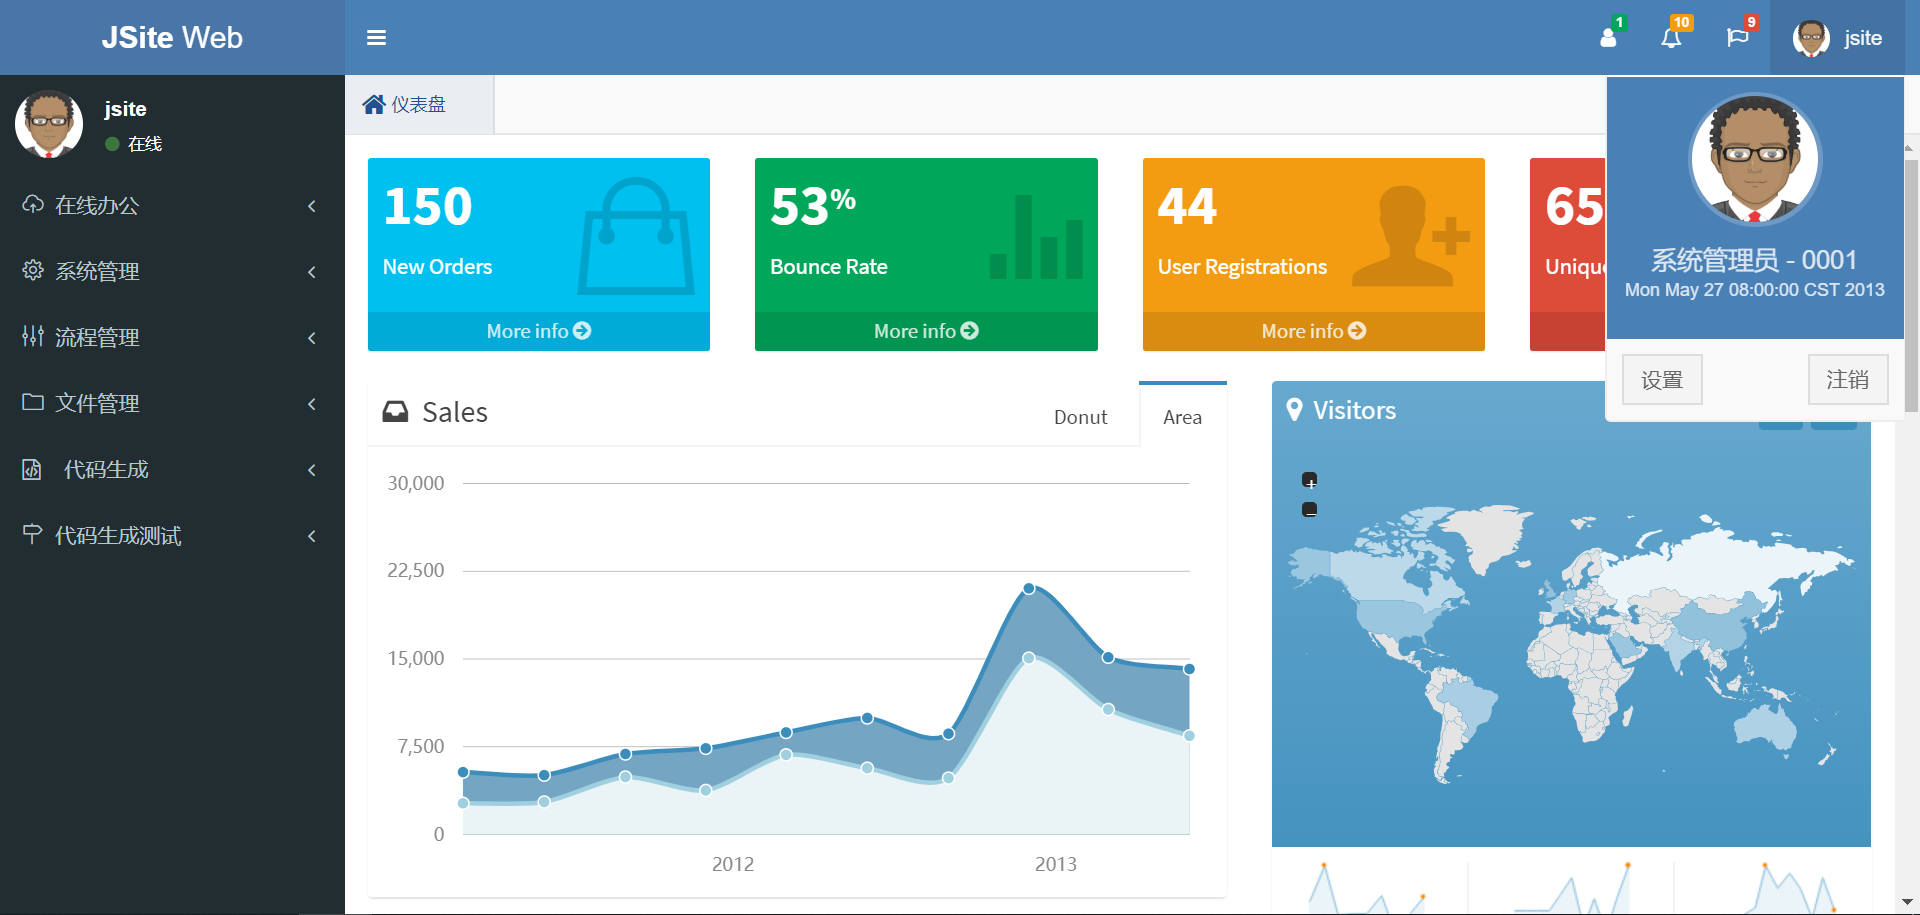 JSite Web
1
10
9
jsite
jsite
在线
在线办公
系统管理
流程管理
文件管理
代码生成
代码生成测试
仪表盘
150
New Orders
More info
53%
Bounce Rate
More info
44
User Registrations
More info
65
Uniqu
系统管理员 - 0001
Mon May 27 08:00:00 CST 2013
设置
注销
Sales
Donut
Area
30,000
22,500
15,000
7,500
0
2012
2013
Visitors
+
−